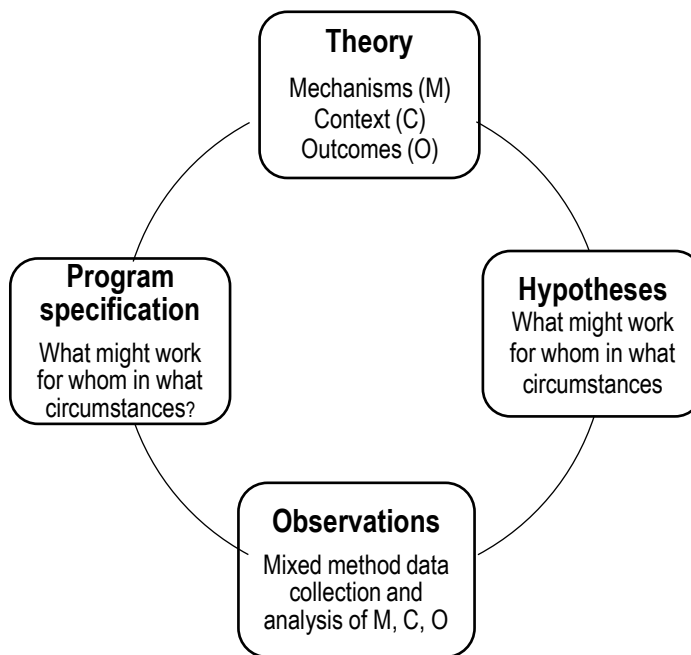 Theory
Mechanisms (M)
Context (C)
Outcomes (O)
Hypotheses
What might work
for whom in what
circumstances
Observations
Mixed method data
collection and
analysis of M, C, O
Program
specification
What might work
for whom in what
circumstances?